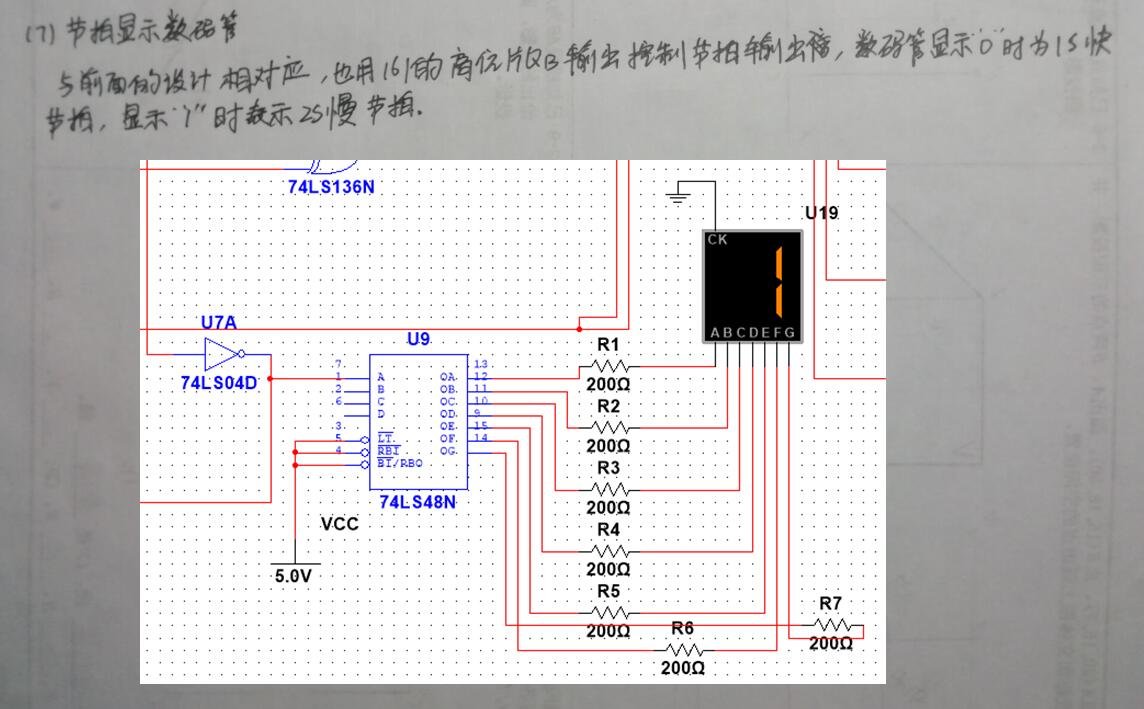 (7) 节拍显示数码管
与前面的设计相对应,也用161的高位片QB输出控制节拍输出嘛,数码管显示"0"时为1S快
节拍,显示"1"时表示2S慢节拍.
74LS136N
U19
CK
ABCDEFG
U7A
74LS04D
U9
7 1 2 6 3 5 4
A
B
C
D
LT
RBI
BI/RBO
OA
OB
OC
OD
OE
OF
OG
13 12 11 10 9 15 14
74LS48N
VCC
5.0V
R1
200Ω
R2
200Ω
R3
200Ω
R4
200Ω
R5
200Ω
R6
200Ω
R7
200Ω